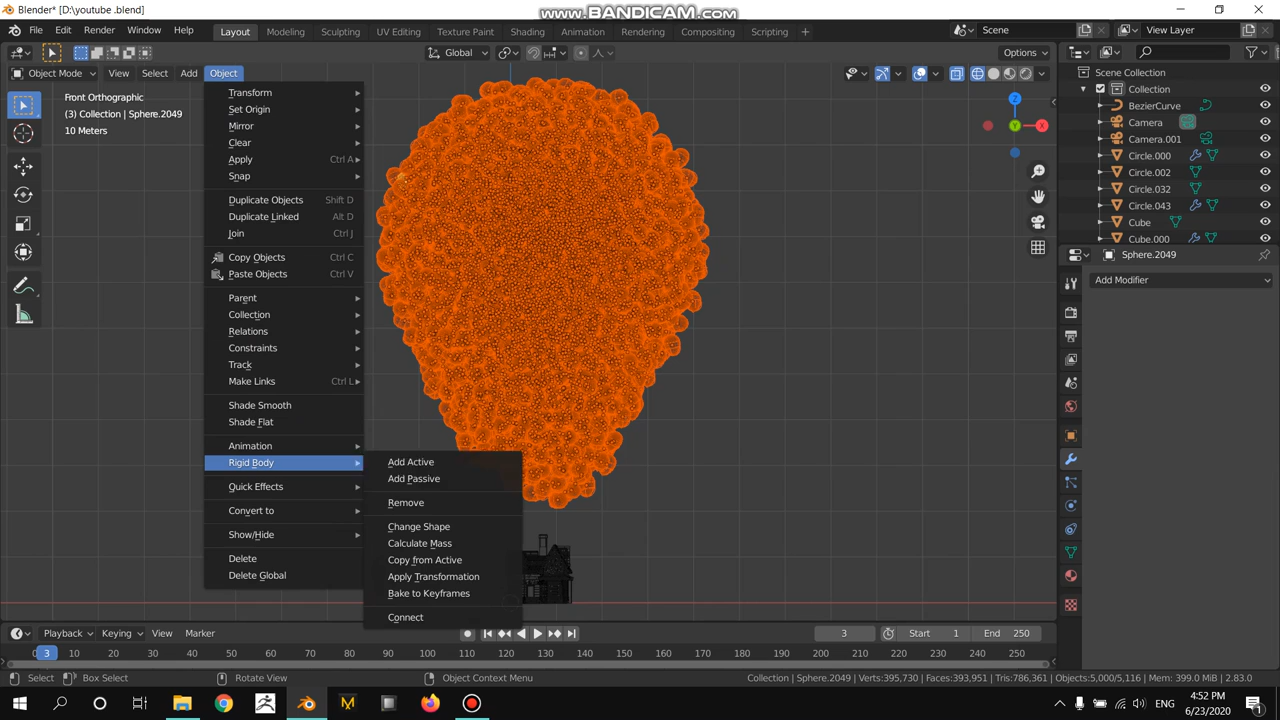 Blender* [D:\youtube .blend]
www.BANDICAM.com
File Edit Render Window Help Layout Modeling Sculpting UV Editing Texture Paint Shading Animation Rendering Compositing Scripting + Scene View Layer
Global Options
Object Mode View Select Add Object
Front Orthographic
(3) Collection | Sphere.2049
10 Meters
Transform
Set Origin
Mirror
Clear
Apply Ctrl A
Snap
Duplicate Objects Shift D
Duplicate Linked Alt D
Join Ctrl J
Copy Objects Ctrl C
Paste Objects Ctrl V
Parent
Collection
Relations
Constraints
Track
Make Links Ctrl L
Shade Smooth
Shade Flat
Animation
Rigid Body
Quick Effects
Convert to
Show/Hide
Delete
Delete Global
Add Active
Add Passive
Remove
Change Shape
Calculate Mass
Copy from Active
Apply Transformation
Bake to Keyframes
Connect
Z
X
Y
Scene Collection
Collection
BezierCurve
Camera
Camera.001
Circle.000
Circle.002
Circle.032
Circle.043
Cube
Cube.000
Sphere.2049
Add Modifier
Playback Keying View Marker 3 Start 1 End 250
3 10 20 30 40 50 60 70 80 90 100 110 120 130 140 150 160 170 180 190 200 210 220 230 240 250
Select Box Select Rotate View Object Context Menu Collection | Sphere.2049 | Verts:395,730 | Faces:393,951 | Tris:786,361 | Objects:5,000/5,116 | Mem: 399.0 MiB | 2.83.0
4:52 PM
6/23/2020
1